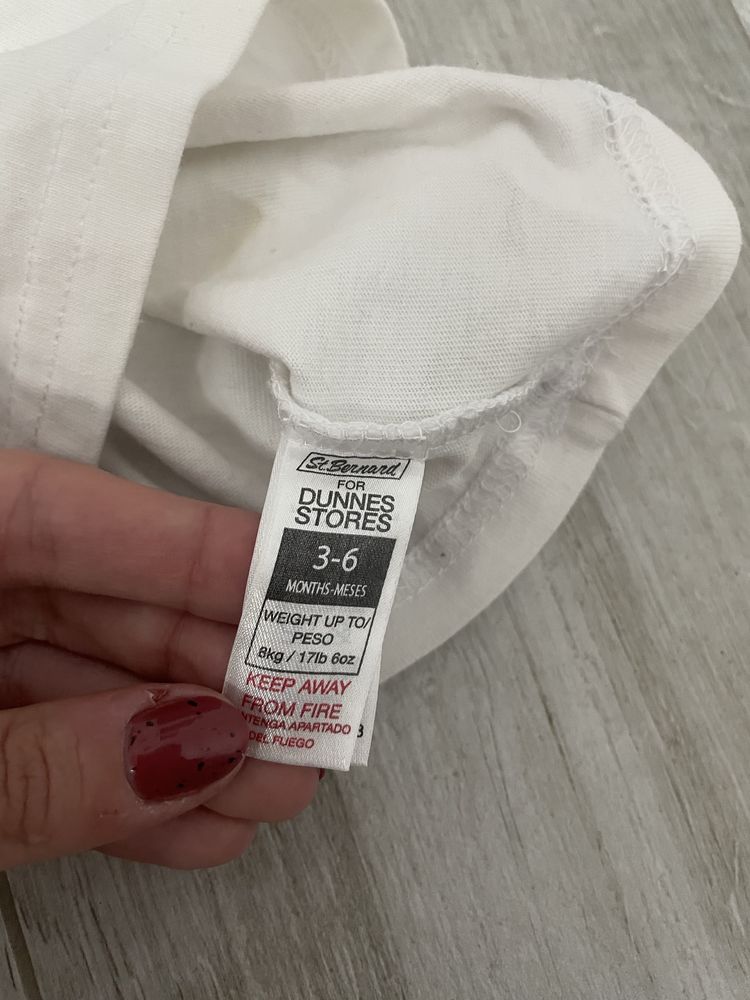 St.Bernard
FOR
DUNNES
STORES
3-6
MONTHS-MESES
WEIGHT UP TO/
PESO
8kg / 17lb 6oz
KEEP AWAY
FROM FIRE
APARTADO
DEL FUEGO